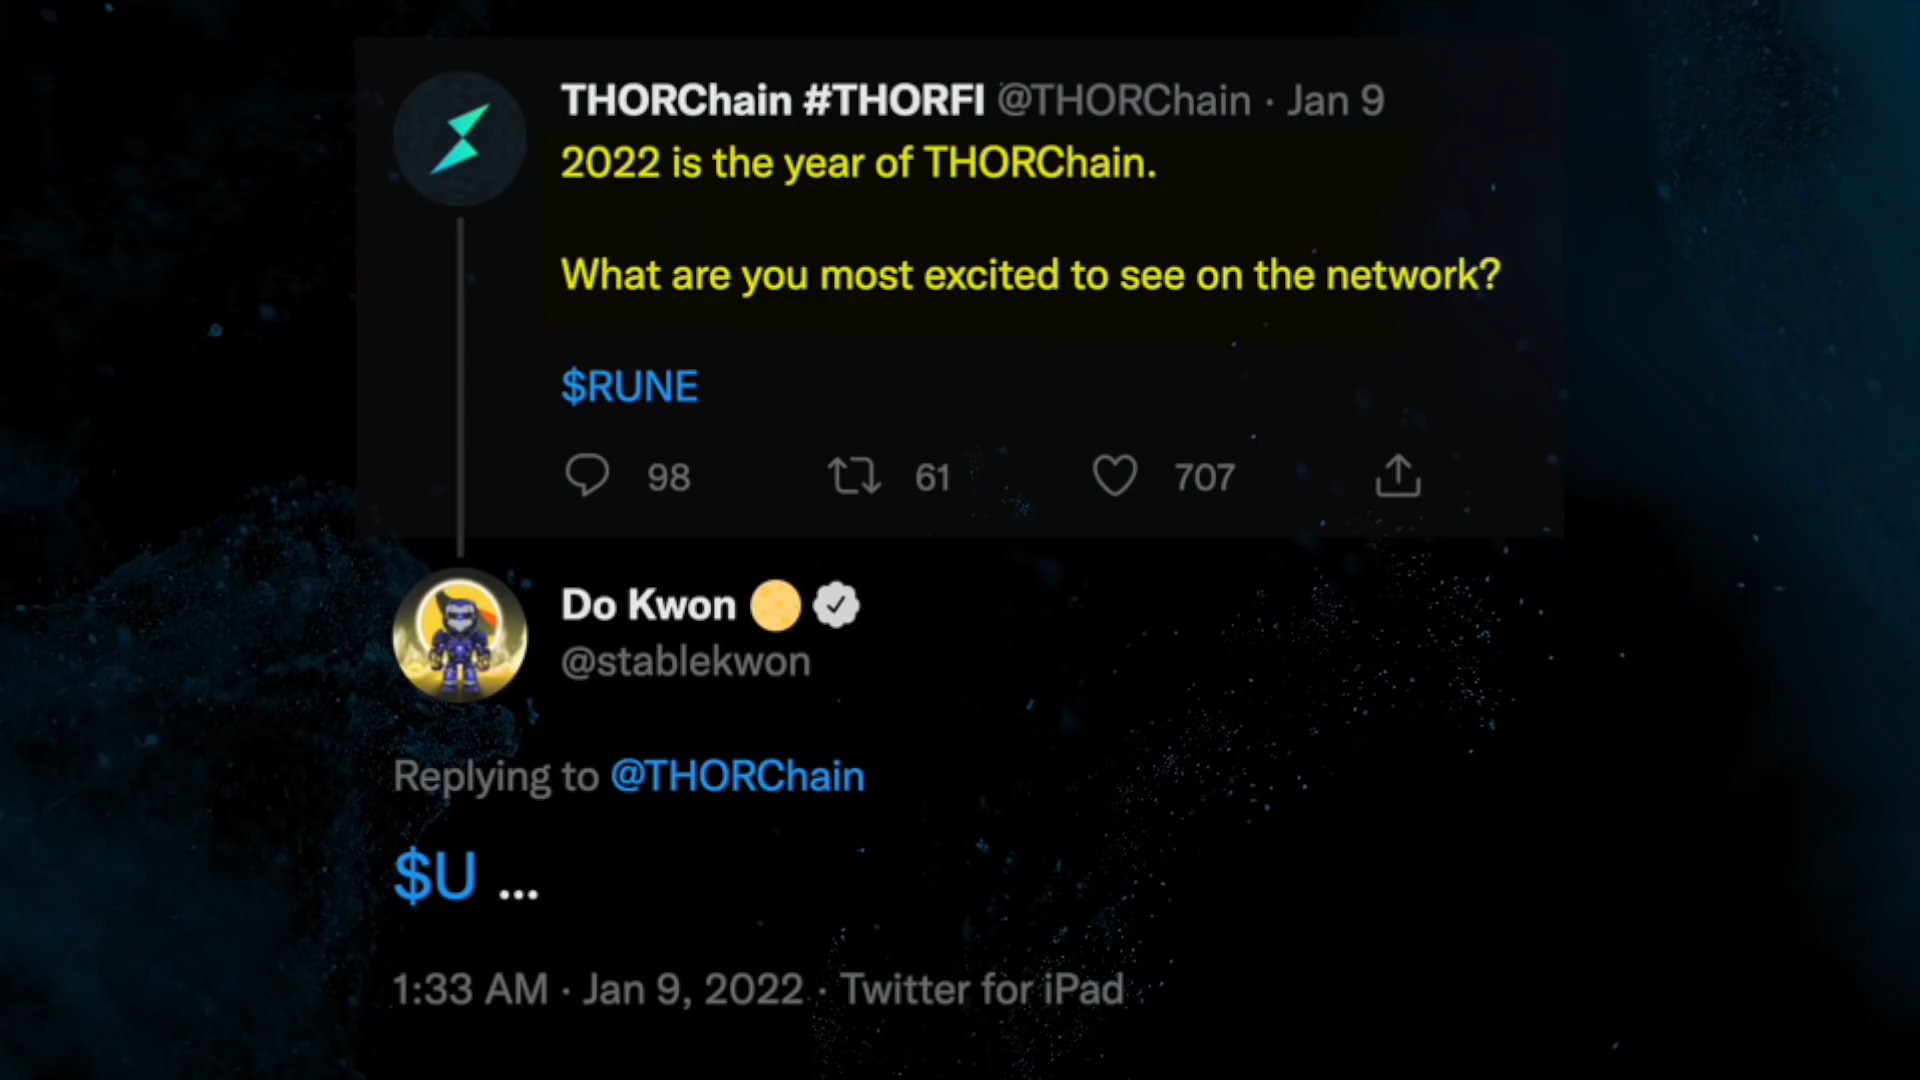 THORChain #THORFI @THORChain · Jan 9
2022 is the year of THORChain.
What are you most excited to see on the network?
$RUNE
98 61 707
Do Kwon
@stablekwon
Replying to @THORChain
$U ...
1:33 AM · Jan 9, 2022 · Twitter for iPad